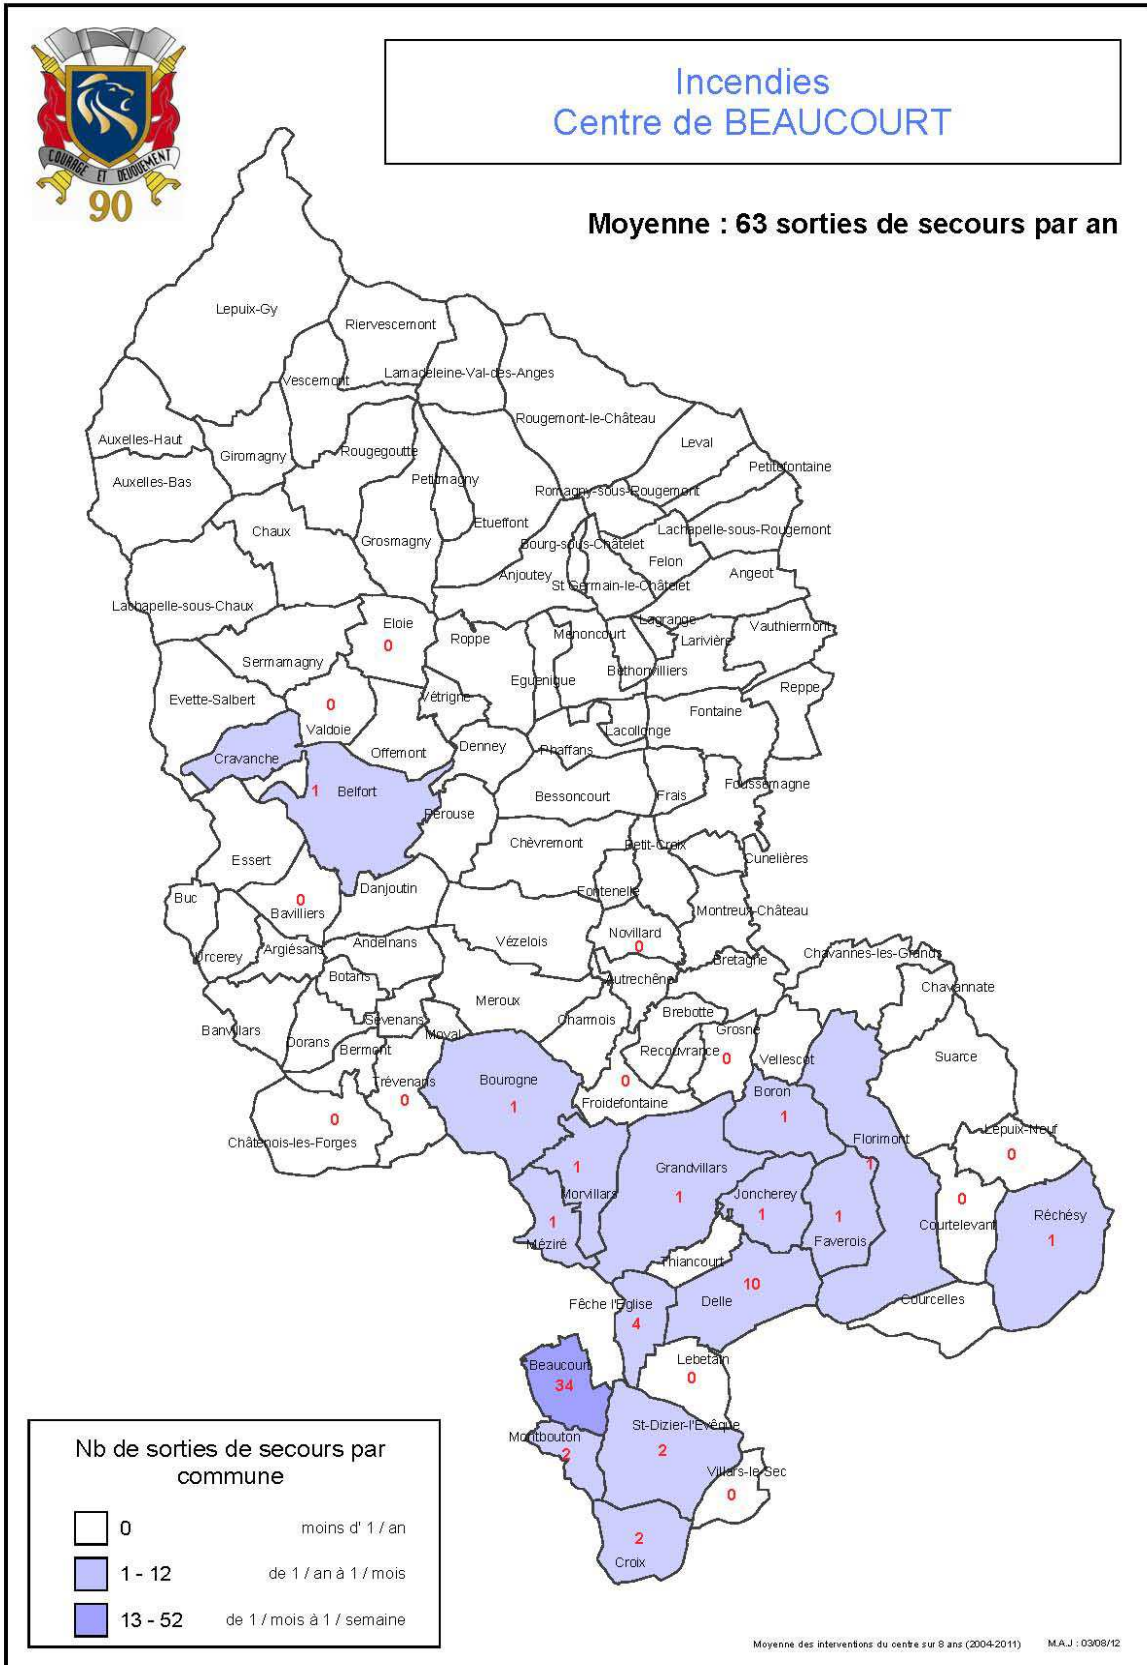 Incendies
Centre de BEAUCOURT
COURAGE ET DEVOUEMENT
90
Moyenne : 63 sorties de secours par an
Lepuix-Gy
Riervescemont
Vescemont
Lamadeleine-Val-des-Anges
Rougemont-le-Château
Auxelles-Haut
Giromagny
Rougegoutte
Leval
Petitefontaine
Auxelles-Bas
Petitmagny
Romagny-sous-Rougemont
Chaux
Etueffont
Lachapelle-sous-Rougemont
Grosmagny
Bourg-sous-Châtelet
Felon
Anjoutey
St Germain-le-Châtelet
Angeot
Lachapelle-sous-Chaux
Eloie
0
Roppe
Menoncourt
Lagrange
Larivière
Vauthiermont
Sermamagny
Eguenigue
Bethonvilliers
Reppe
Evette-Salbert
0
Valdoie
Vétrigne
Fontaine
Offemont
Denney
Phaffans
Lacollonge
Cravanche
1
Belfort
Pérouse
Bessoncourt
Frais
Foussemagne
Essert
Chèvremont
Petit-Croix
Cunelières
Buc
0
Bavilliers
Danjoutin
Fontenelle
Montreux-Château
Urcerey
Argiésans
Andelnans
Vézelois
Novillard
0
Bretagne
Chavannes-les-Grands
Botans
Autrechêne
Chavannate
Banvillars
Dorans
Sévenans
Meroux
Charmois
Brebotte
Bermont
Moval
Recouvrance
Grosne
0
Vellescot
Suarce
Trévenans
0
Bourogne
1
0
Froidefontaine
Boron
1
Châtenois-les-Forges
0
Florimont
1
Lepuix-Neuf
0
1
Morvillars
Grandvillars
1
Joncherey
1
1
Faverois
0
Courtelevant
Réchésy
1
1
Méziré
Thiancourt
10
Delle
Courcelles
Fêche l'Eglise
4
Beaucourt
34
Lebetain
0
Montbouton
2
St-Dizier-l'Evêque
2
Villars-le-Sec
0
2
Croix
Nb de sorties de secours par
commune
0 moins d' 1 / an
1 - 12 de 1 / an à 1 / mois
13 - 52 de 1 / mois à 1 / semaine
Moyenne des interventions du centre sur 8 ans (2004-2011) M.A.J : 03/08/12